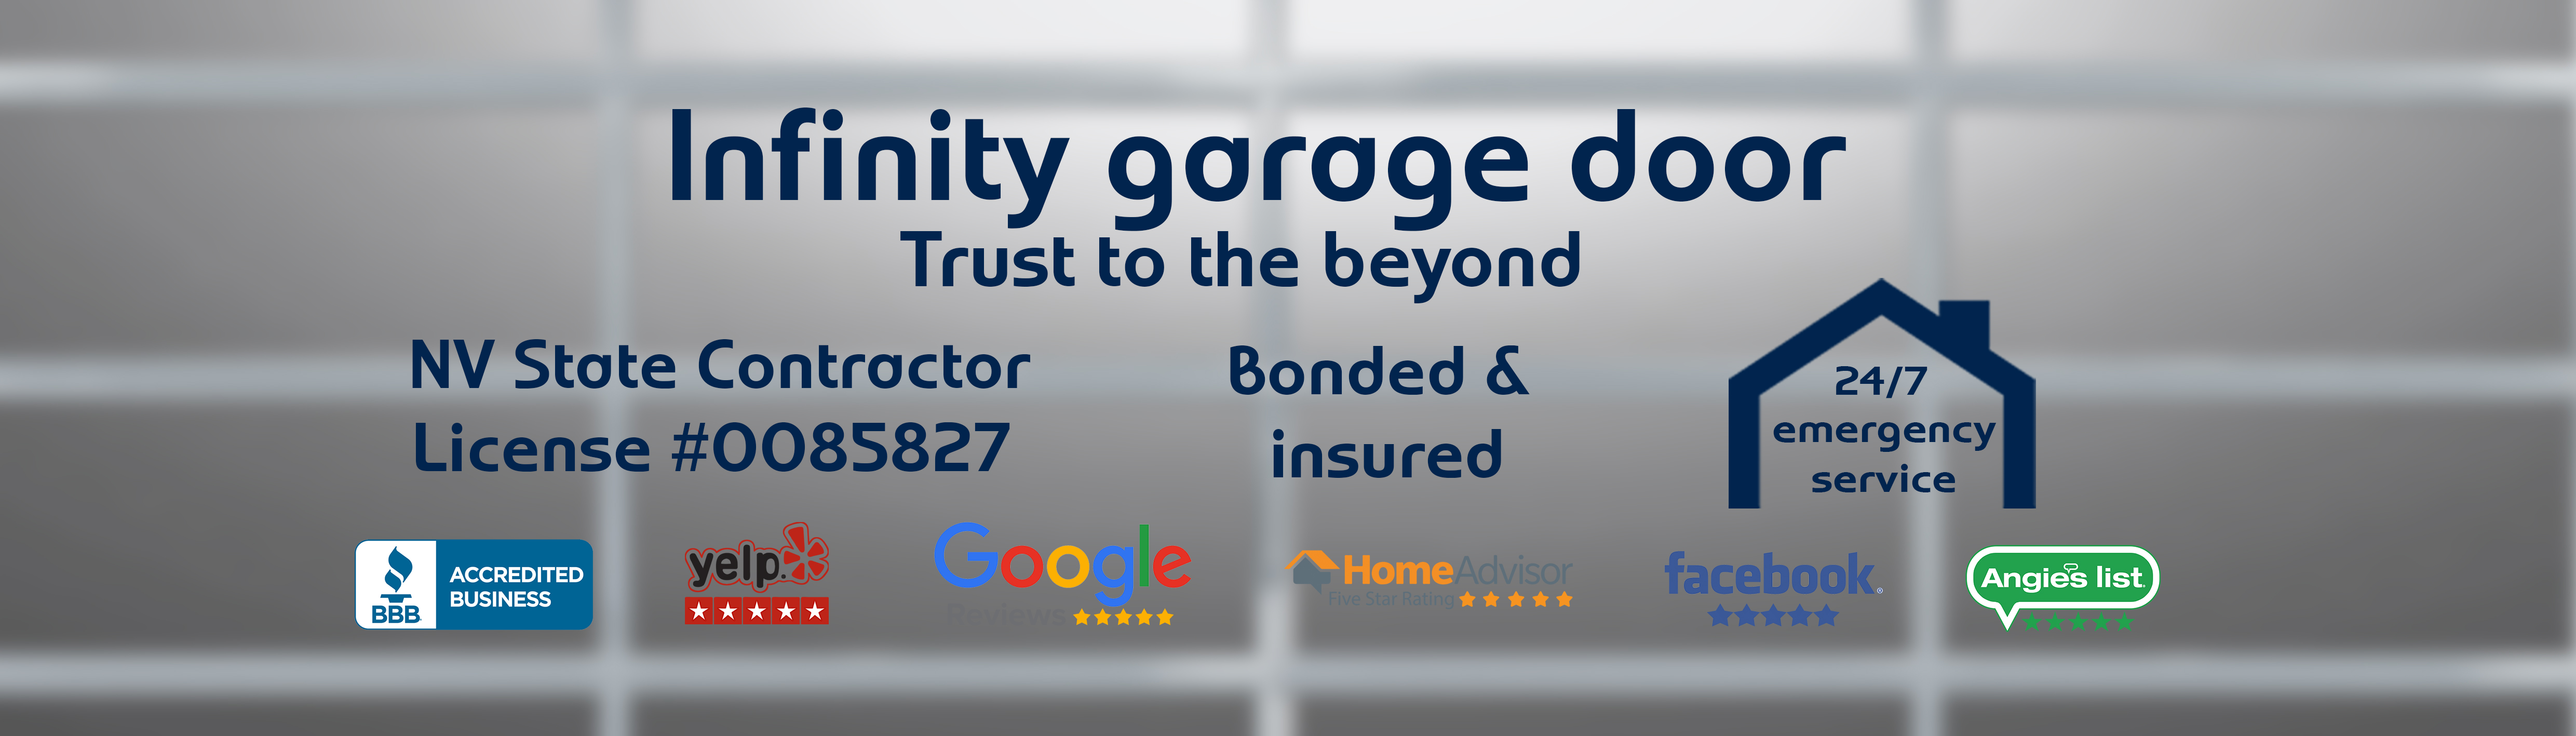 Infinity garage door
Trust to the beyond
NV State Contractor
License #0085827
Bonded &
insured
24/7
emergency
service
BBB
ACCREDITED
BUSINESS
yelp
Google
Reviews
HomeAdvisor
Five Star Rating
facebook®
Angie's list